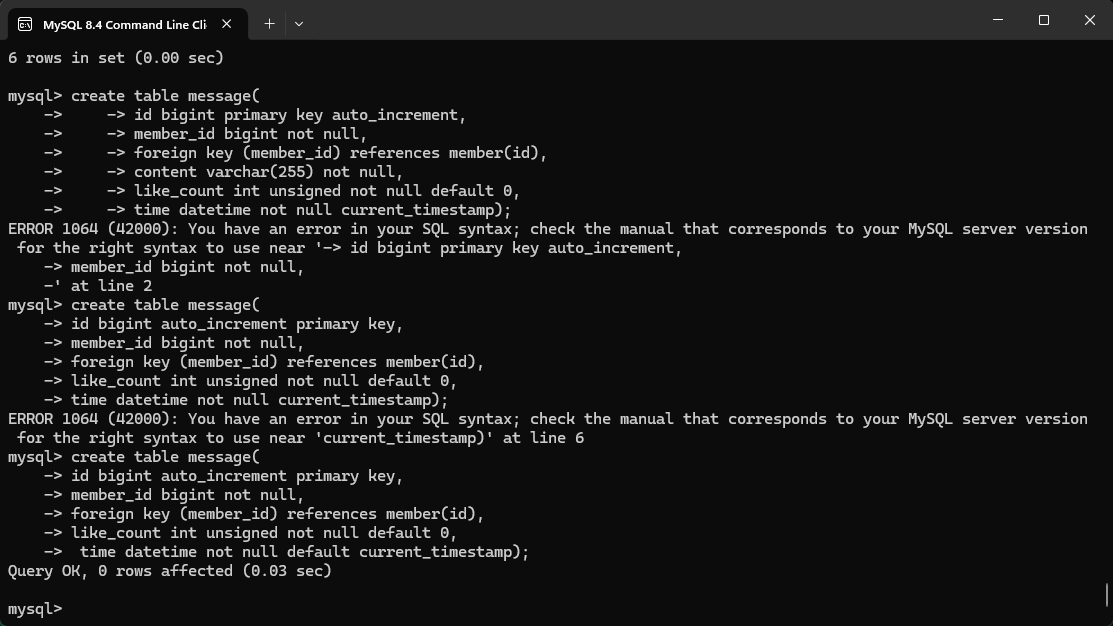 MySQL 8.4 Command Line Cli
6 rows in set (0.00 sec)
mysql> create table message(
    ->     -> id bigint primary key auto_increment,
    ->     -> member_id bigint not null,
    ->     -> foreign key (member_id) references member(id),
    ->     -> content varchar(255) not null,
    ->     -> like_count int unsigned not null default 0,
    ->     -> time datetime not null current_timestamp);
ERROR 1064 (42000): You have an error in your SQL syntax; check the manual that corresponds to your MySQL server version
 for the right syntax to use near '-> id bigint primary key auto_increment,
    -> member_id bigint not null,
    -' at line 2
mysql> create table message(
    -> id bigint auto_increment primary key,
    -> member_id bigint not null,
    -> foreign key (member_id) references member(id),
    -> like_count int unsigned not null default 0,
    -> time datetime not null current_timestamp);
ERROR 1064 (42000): You have an error in your SQL syntax; check the manual that corresponds to your MySQL server version
 for the right syntax to use near 'current_timestamp)' at line 6
mysql> create table message(
    -> id bigint auto_increment primary key,
    -> member_id bigint not null,
    -> foreign key (member_id) references member(id),
    -> like_count int unsigned not null default 0,
    ->  time datetime not null default current_timestamp);
Query OK, 0 rows affected (0.03 sec)
mysql>